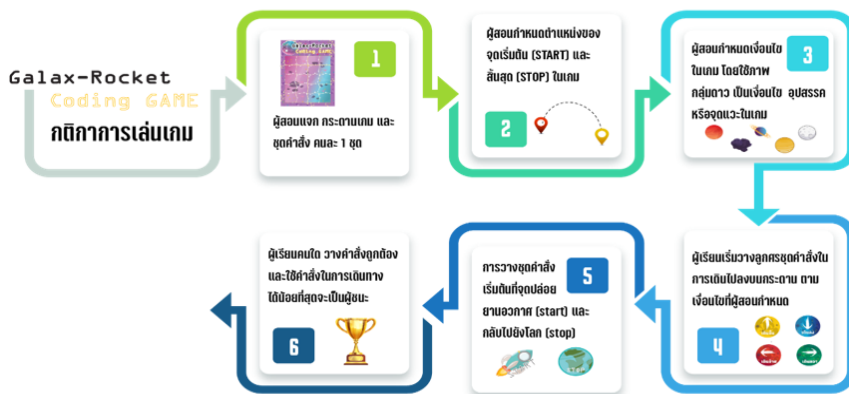 Galax-Rocket
Coding GAME
กติกาการเล่นเกม
1
ผู้สอนแจก กระดานเกม และ
ชุดคำสั่ง คนละ 1 ชุด
ผู้สอนกำหนดตำแหน่งของ
จุดเริ่มต้น (START) และ
สิ้นสุด (STOP) ในเกม
2
ผู้สอนกำหนดเงื่อนไข
ในเกม โดยใช้ภาพ
กลุ่มดาว เป็นเงื่อนไข อุปสรรค
หรือจุดแวะในเกม
3
ผู้เรียนเริ่มวางลูกศรชุดคำสั่งใน
การเดินไปลงบนกระดาน ตาม
เงื่อนไขที่ผู้สอนกำหนด
4
การวางชุดคำสั่ง
เริ่มต้นที่จุดปล่อย
ยานอวกาศ (start) และ
กลับไปยังโลก (stop)
5
ผู้เรียนคนใด วางคำสั่งถูกต้อง
และใช้คำสั่งในการเดินทาง
ได้น้อยที่สุดจะเป็นผู้ชนะ
6